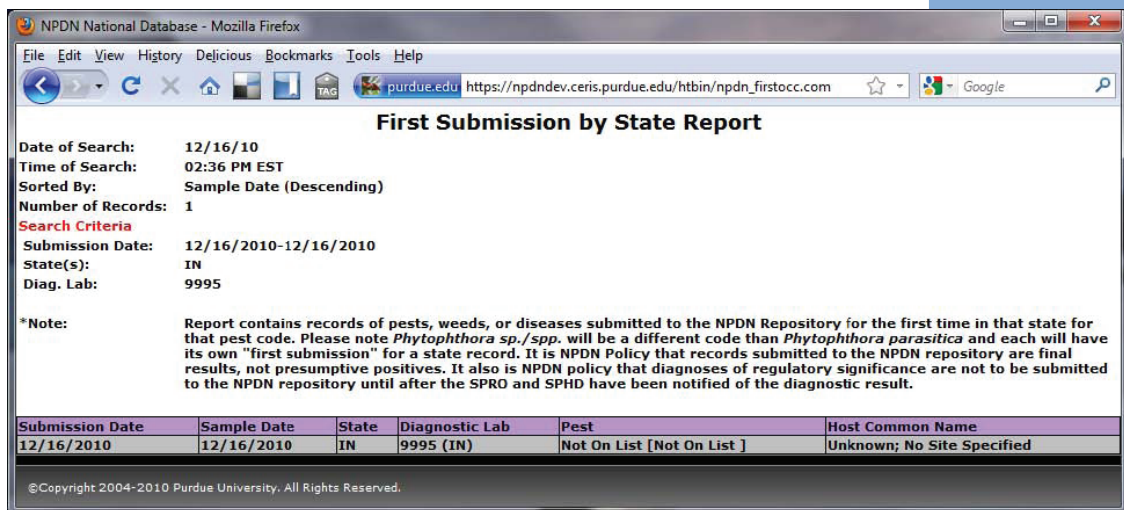 NPDN National Database - Mozilla Firefox
File Edit View History Delicious Bookmarks Tools Help
TAG purdue.edu https://npdndev.ceris.purdue.edu/htbin/npdn_firstocc.com Google
First Submission by State Report
Date of Search: 12/16/10
Time of Search: 02:36 PM EST
Sorted By: Sample Date (Descending)
Number of Records: 1
Search Criteria
Submission Date: 12/16/2010-12/16/2010
State(s): IN
Diag. Lab: 9995
*Note: Report contains records of pests, weeds, or diseases submitted to the NPDN Repository for the first time in that state for
that pest code. Please note Phytophthora sp./spp. will be a different code than Phytophthora parasitica and each will have
its own "first submission" for a state record. It is NPDN Policy that records submitted to the NPDN repository are final
results, not presumptive positives. It also is NPDN policy that diagnoses of regulatory significance are not to be submitted
to the NPDN repository until after the SPRO and SPHD have been notified of the diagnostic result.
Submission Date Sample Date State Diagnostic Lab Pest Host Common Name
12/16/2010 12/16/2010 IN 9995 (IN) Not On List [Not On List ] Unknown; No Site Specified
©Copyright 2004-2010 Purdue University. All Rights Reserved.